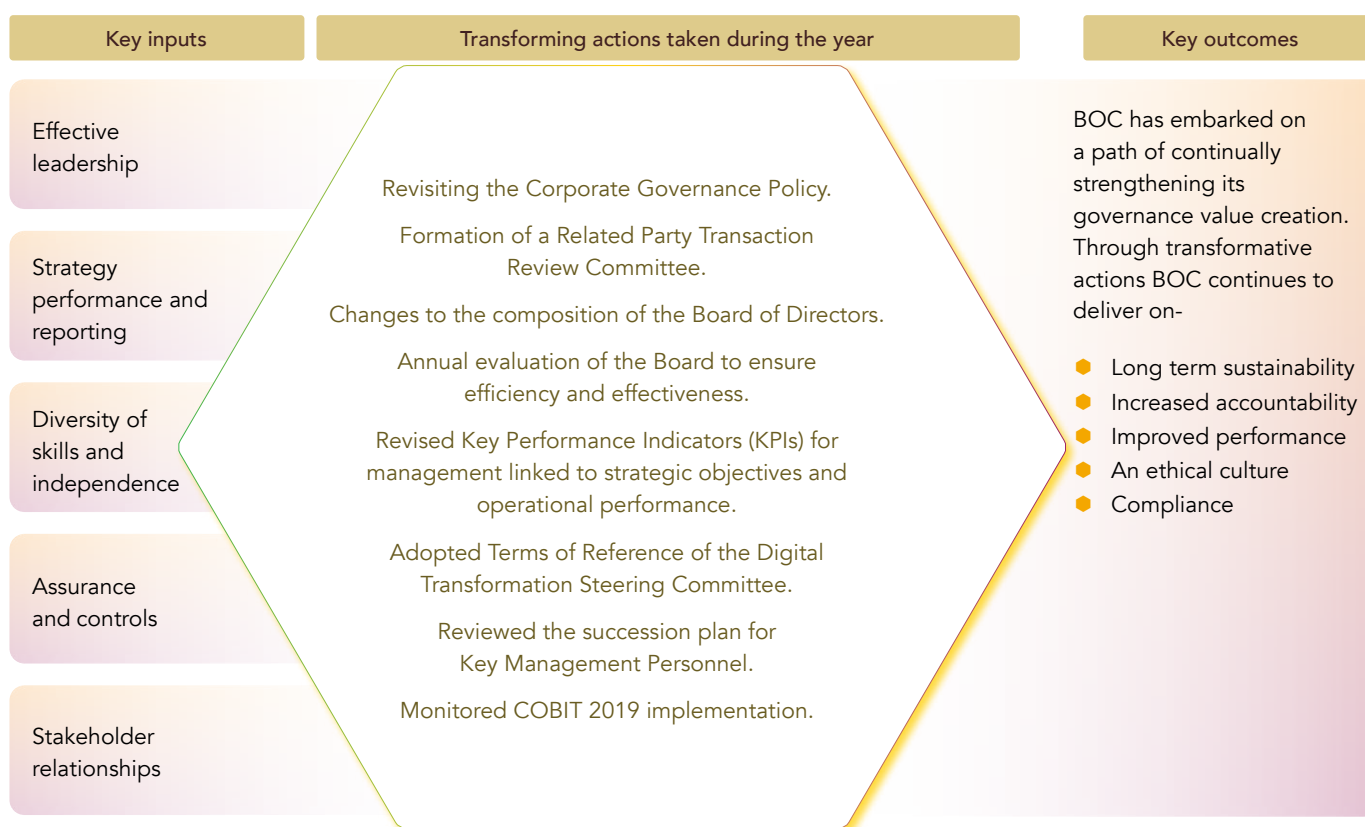 Key inputs
Transforming actions taken during the year
Key outcomes
Effective
leadership
Strategy
performance and
reporting
Diversity of
skills and
independence
Assurance
and controls
Stakeholder
relationships
Revisiting the Corporate Governance Policy.
Formation of a Related Party Transaction
Review Committee.
Changes to the composition of the Board of Directors.
Annual evaluation of the Board to ensure
efficiency and effectiveness.
Revised Key Performance Indicators (KPIs) for
management linked to strategic objectives and
operational performance.
Adopted Terms of Reference of the Digital
Transformation Steering Committee.
Reviewed the succession plan for
Key Management Personnel.
Monitored COBIT 2019 implementation.
BOC has embarked on
a path of continually
strengthening its
governance value creation.
Through transformative
actions BOC continues to
deliver on-
Long term sustainability
Increased accountability
Improved performance
An ethical culture
Compliance